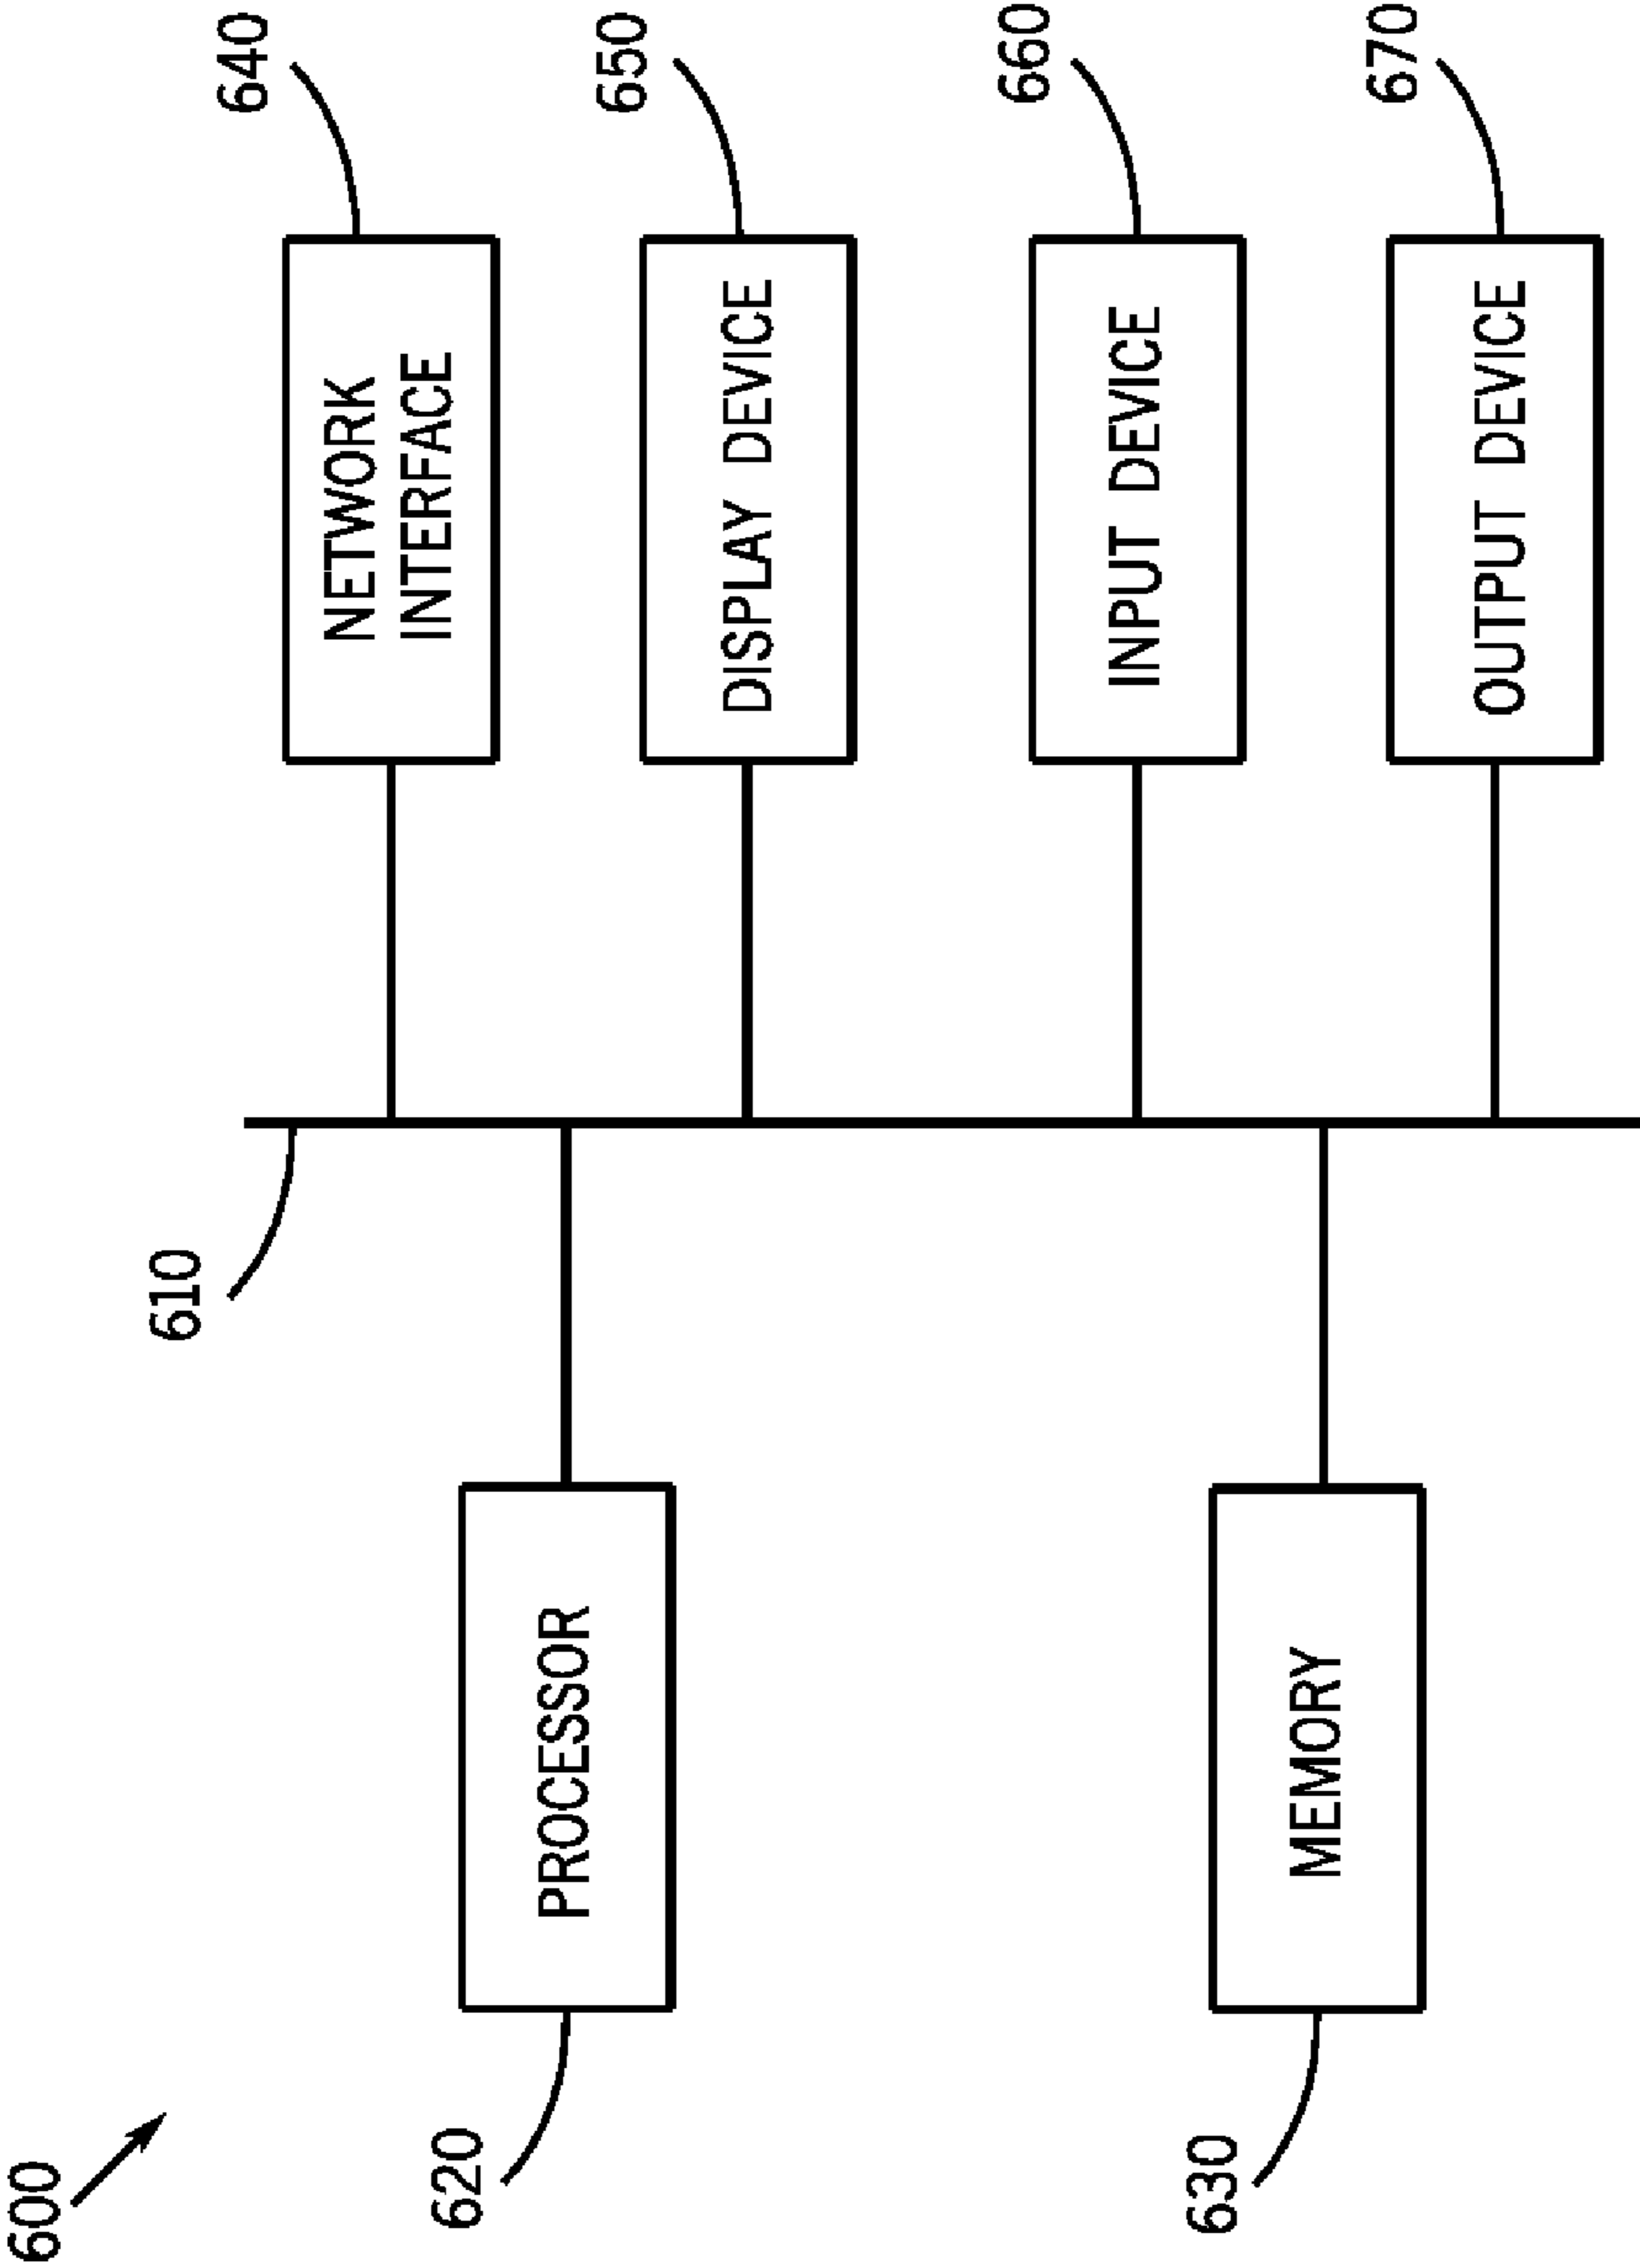 600
610
620
PROCESSOR
630
MEMORY
640
NETWORK
INTERFACE
650
DISPLAY DEVICE
660
INPUT DEVICE
670
OUTPUT DEVICE